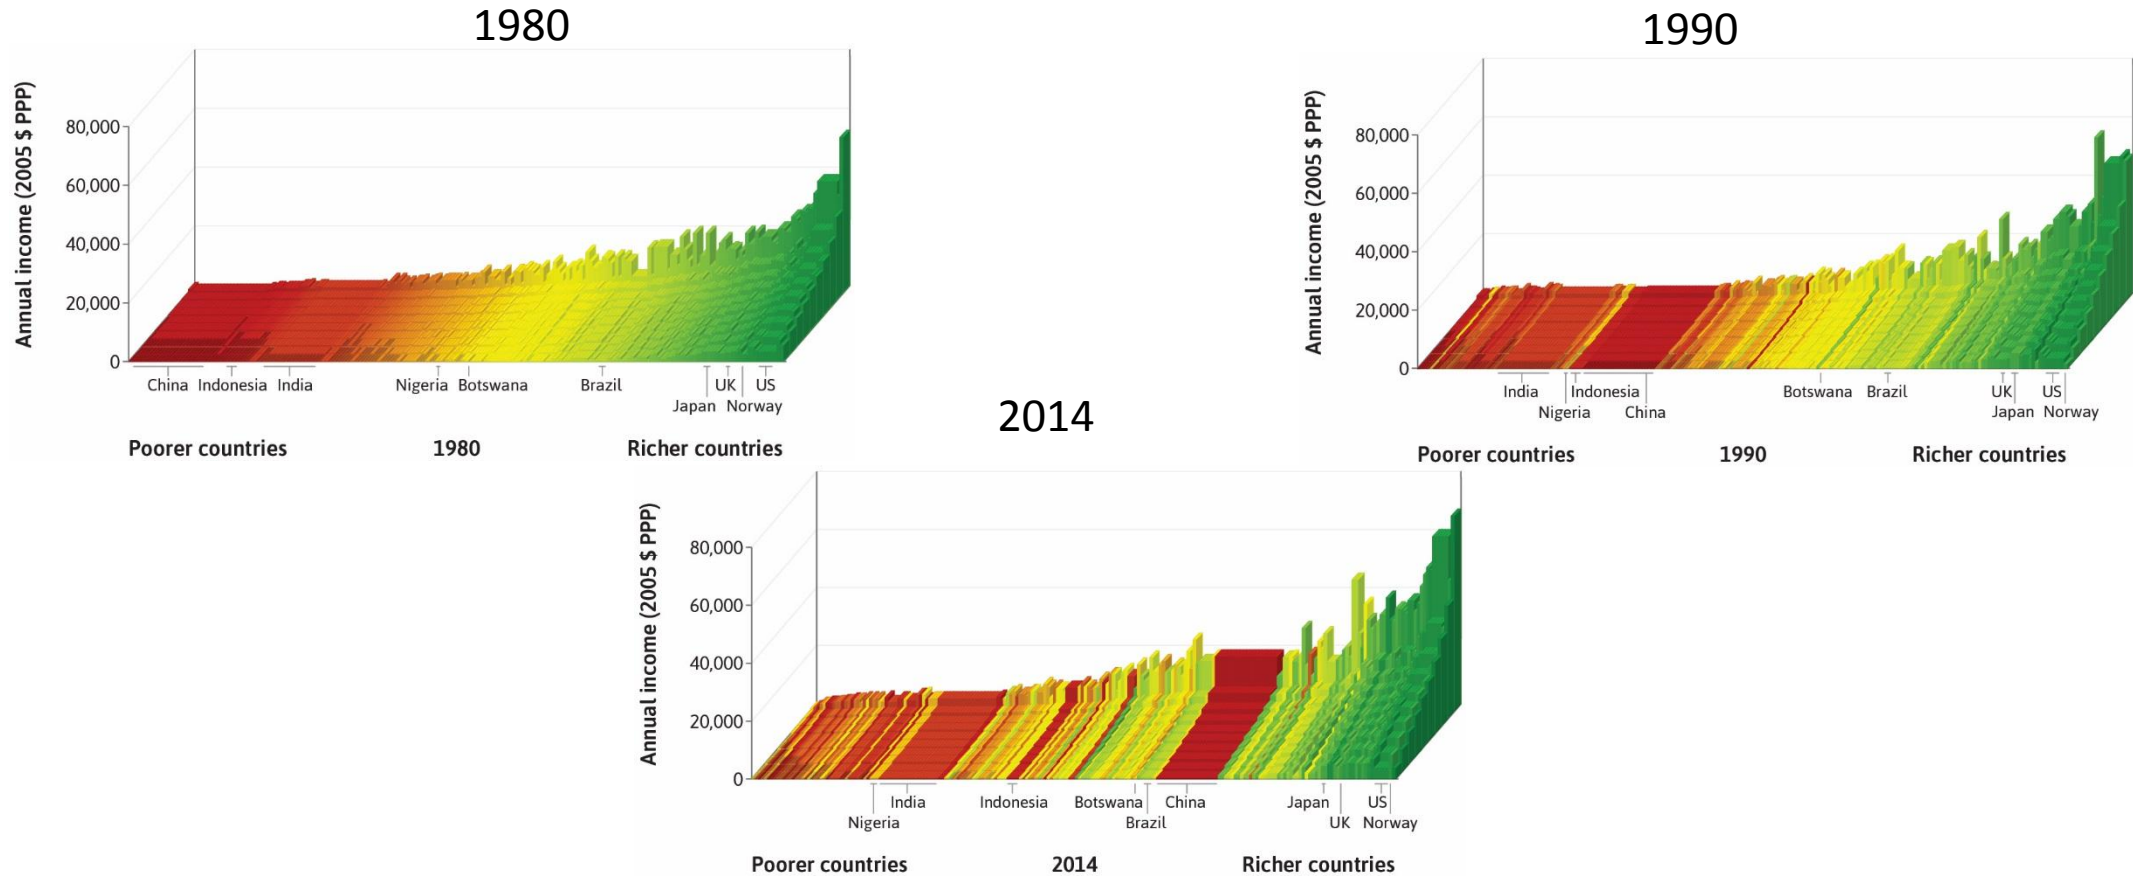 1980
Annual income (2005 $ PPP)
80,000
60,000
40,000
20,000
0
China Indonesia India Nigeria Botswana Brazil UK US
Japan Norway
Poorer countries 1980 Richer countries
1990
Annual income (2005 $ PPP)
80,000
60,000
40,000
20,000
0
India Indonesia Botswana Brazil UK US
Nigeria China Japan Norway
Poorer countries 1990 Richer countries
2014
Annual income (2005 $ PPP)
80,000
60,000
40,000
20,000
0
India Indonesia Botswana China Japan US
Nigeria Brazil UK Norway
Poorer countries 2014 Richer countries